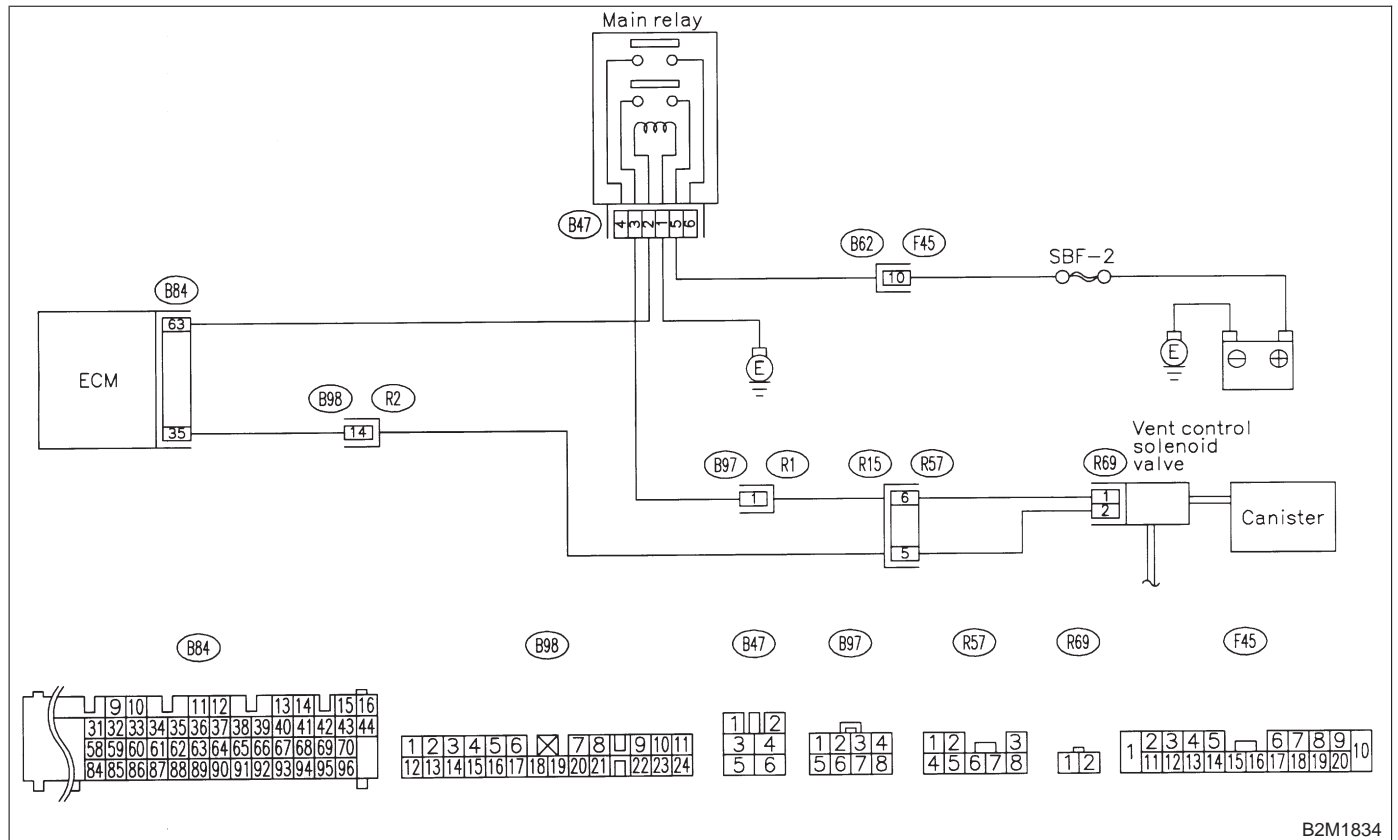 Main relay
B47
4 3 2 1 5 6
B62 F45
10
SBF-2
B84
63
ECM
35
E
E
⊖ ⊕
B98 R2
14
B97 R1
1
R15 R57
6
5
R69
1
2
Vent control
solenoid
valve
Canister
B84
B98
B47
B97
R57
R69
F45
9 10 11 12 13 14 15 16
31 32 33 34 35 36 37 38 39 40 41 42 43 44
58 59 60 61 62 63 64 65 66 67 68 69 70
84 85 86 87 88 89 90 91 92 93 94 95 96
1 2 3 4 5 6 7 8 9 10 11
12 13 14 15 16 17 18 19 20 21 22 23 24
1 2
3 4
5 6
1 2 3 4
5 6 7 8
1 2 3
4 5 6 7 8
1 2
1 2 3 4 5 6 7 8 9 10
11 12 13 14 15 16 17 18 19 20
B2M1834